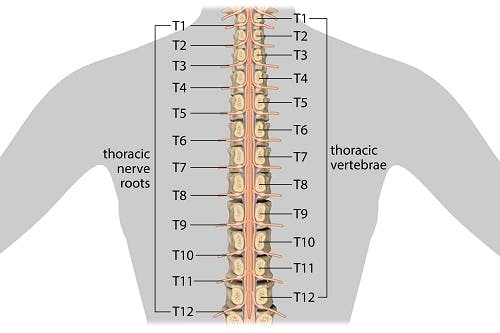 T1
T2
T3
T4
T5
T6
T7
T8
T9
T10
T11
T12
thoracic
nerve
roots
T1
T2
T3
T4
T5
T6
T7
T8
T9
T10
T11
T12
thoracic
vertebrae